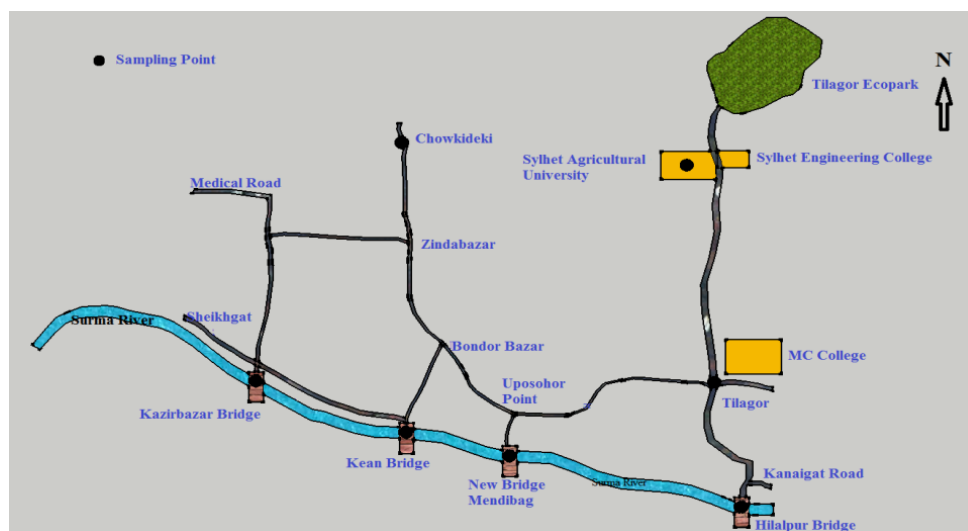 Sampling Point
N
Tilagor Ecopark
Chowkideki
Sylhet Agricultural
University
Sylhet Engineering College
Medical Road
Zindabazar
Sheikhgat
Surma River
Bondor Bazar
MC College
Uposohor
Point
Tilagor
Kazirbazar Bridge
Kean Bridge
New Bridge
Mendibag
Surma River
Kanaigat Road
Hilalpur Bridge